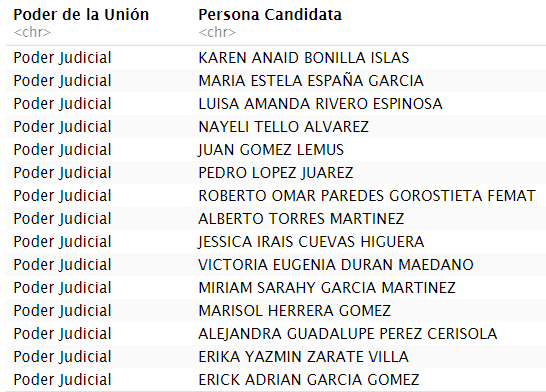 Poder de la Unión Persona Candidata
<chr> <chr>
Poder Judicial KAREN ANAID BONILLA ISLAS
Poder Judicial MARIA ESTELA ESPAÑA GARCIA
Poder Judicial LUISA AMANDA RIVERO ESPINOSA
Poder Judicial NAYELI TELLO ALVAREZ
Poder Judicial JUAN GOMEZ LEMUS
Poder Judicial PEDRO LOPEZ JUAREZ
Poder Judicial ROBERTO OMAR PAREDES GOROSTIETA FEMAT
Poder Judicial ALBERTO TORRES MARTINEZ
Poder Judicial JESSICA IRAIS CUEVAS HIGUERA
Poder Judicial VICTORIA EUGENIA DURAN MAEDANO
Poder Judicial MIRIAM SARAHY GARCIA MARTINEZ
Poder Judicial MARISOL HERRERA GOMEZ
Poder Judicial ALEJANDRA GUADALUPE PEREZ CERISOLA
Poder Judicial ERIKA YAZMIN ZARATE VILLA
Poder Judicial ERICK ADRIAN GARCIA GOMEZ